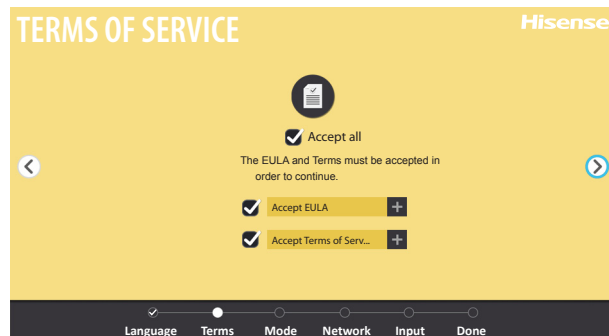 TERMS OF SERVICE
Hisense
Accept all
The EULA and Terms must be accepted in
order to continue.
Accept EULA
Accept Terms of Serv...
Language Terms Mode Network Input Done